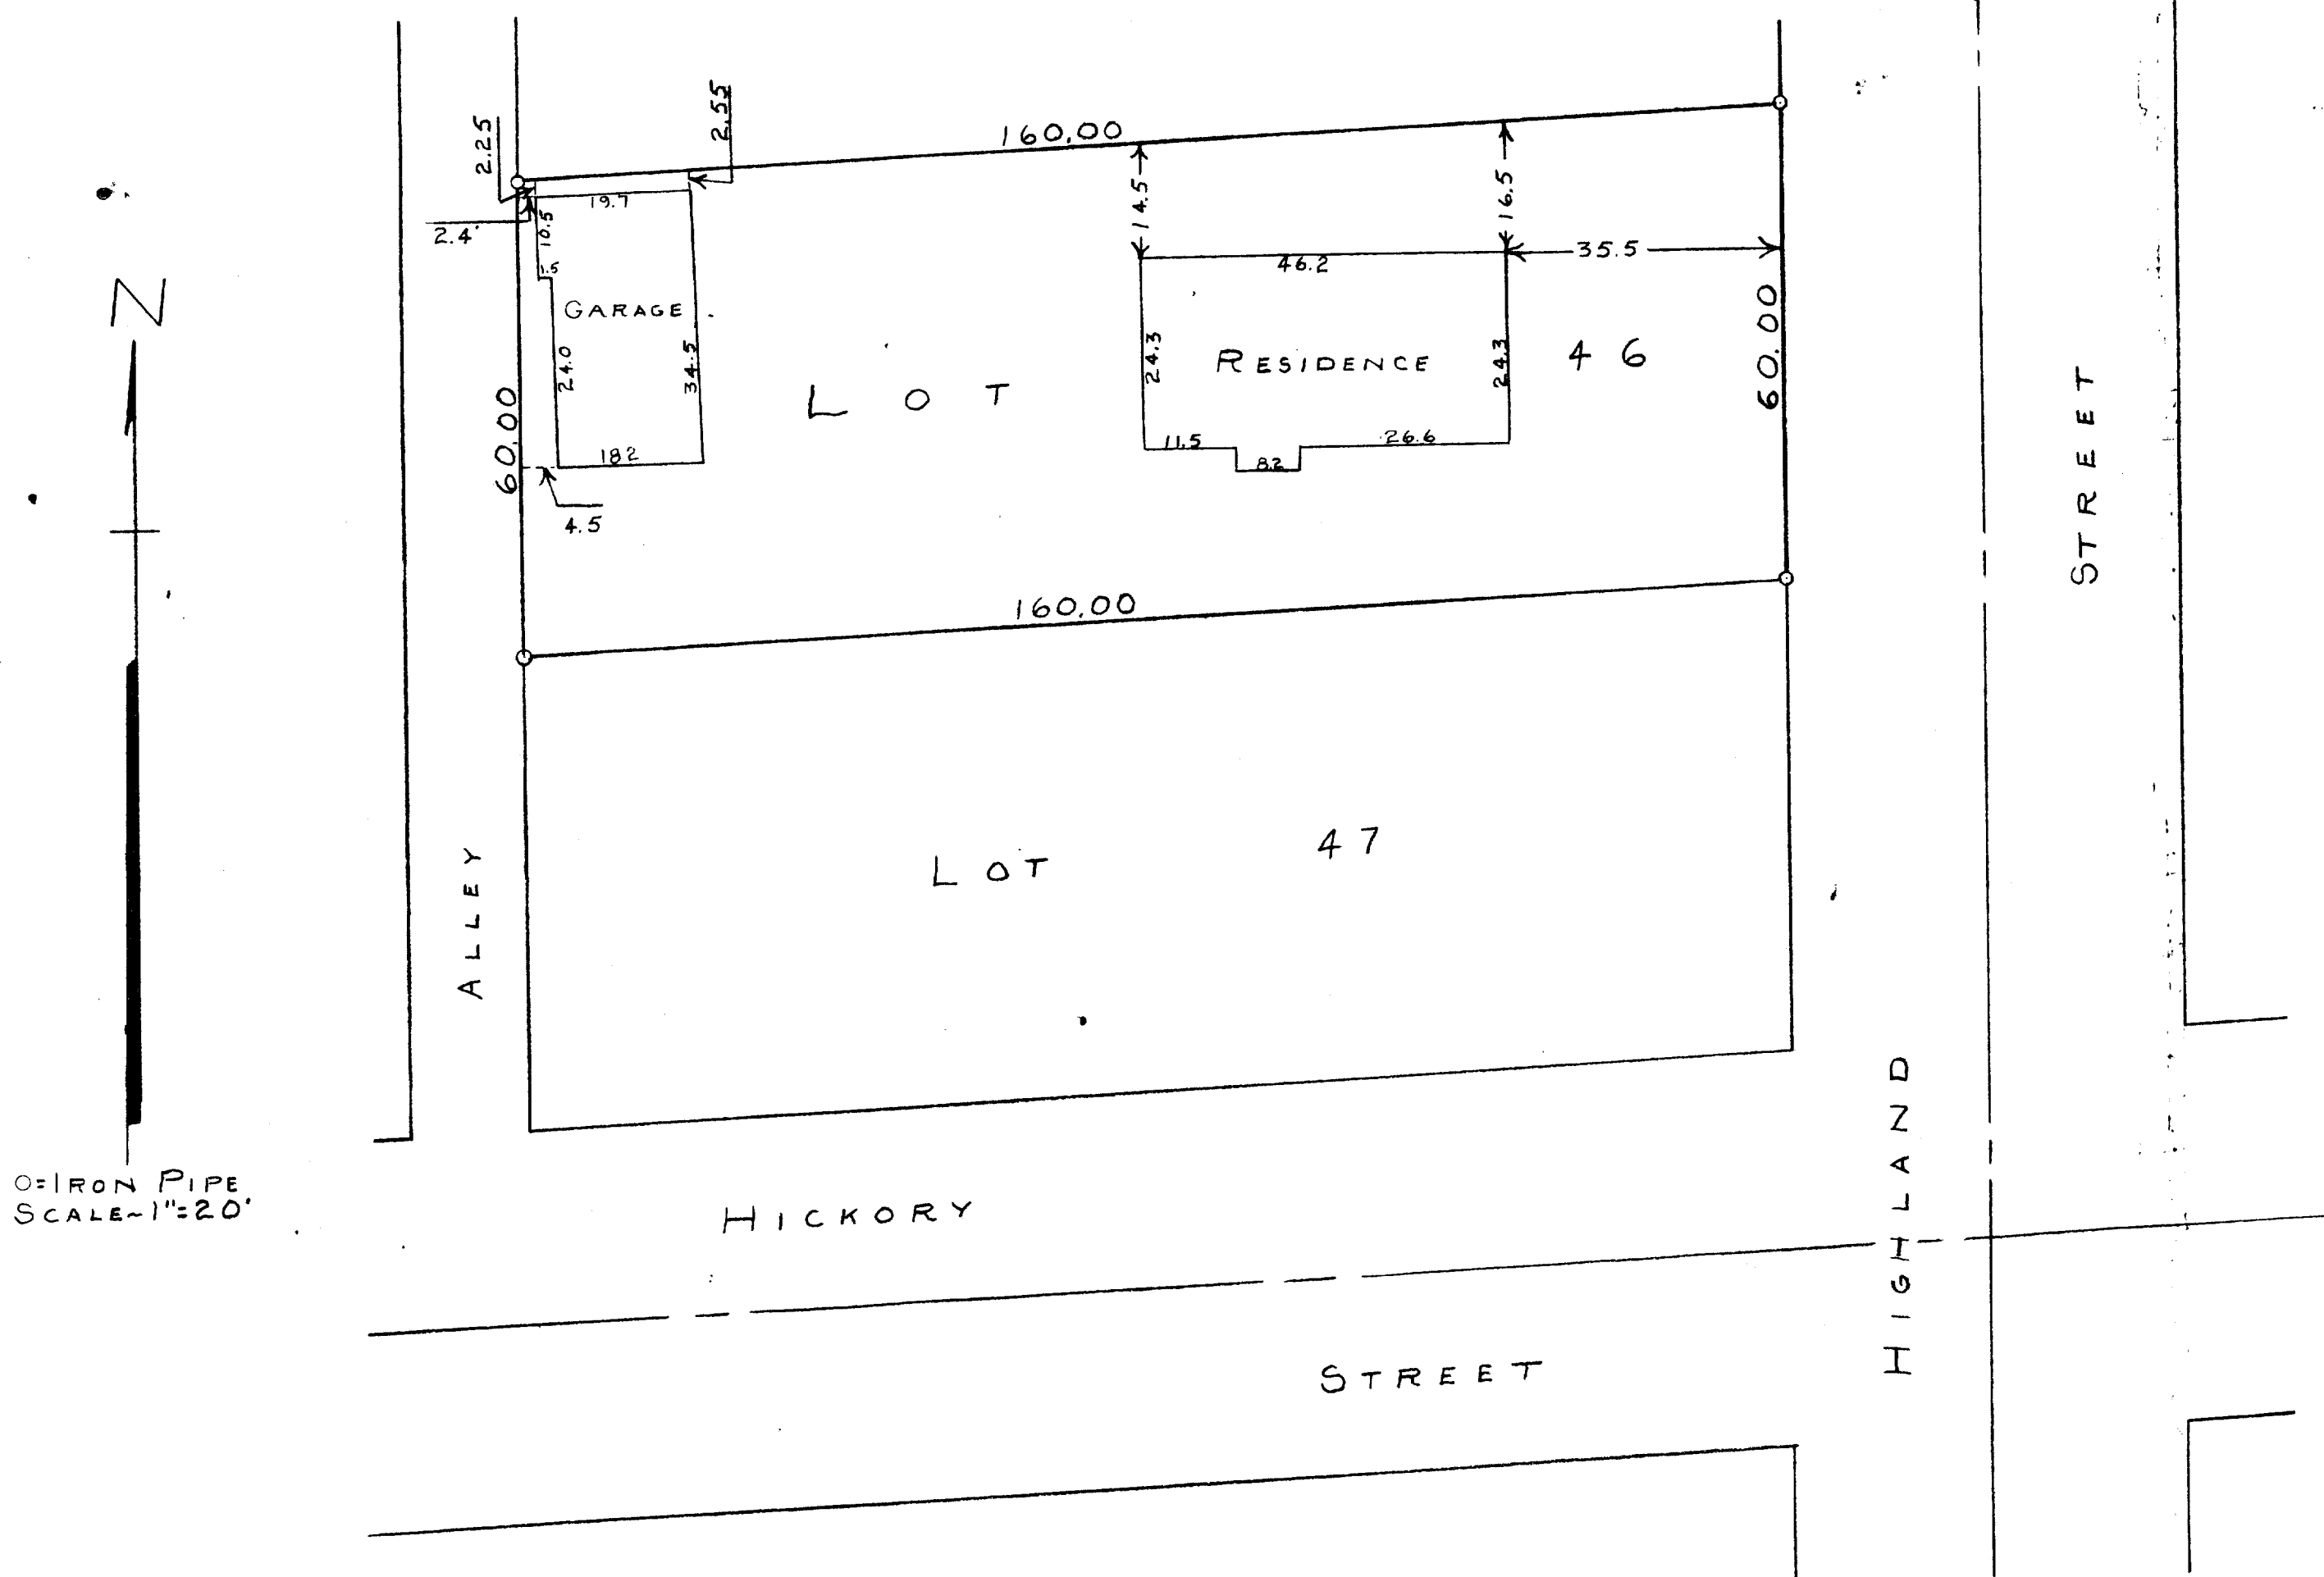 2.25
2.55
160.00
14.5
16.5
19.7
2.4'
10.5
1.5
35.5
46.2
GARAGE
24.0
34.5
60.00
LOT 46
24.3
RESIDENCE
24.3
60.00
11.5
8.2
26.6
182
4.5
N
160.00
LOT 47
ALLEY
HIGHLAND STREET
O=IRON PIPE
SCALE~1"=20'
HICKORY STREET